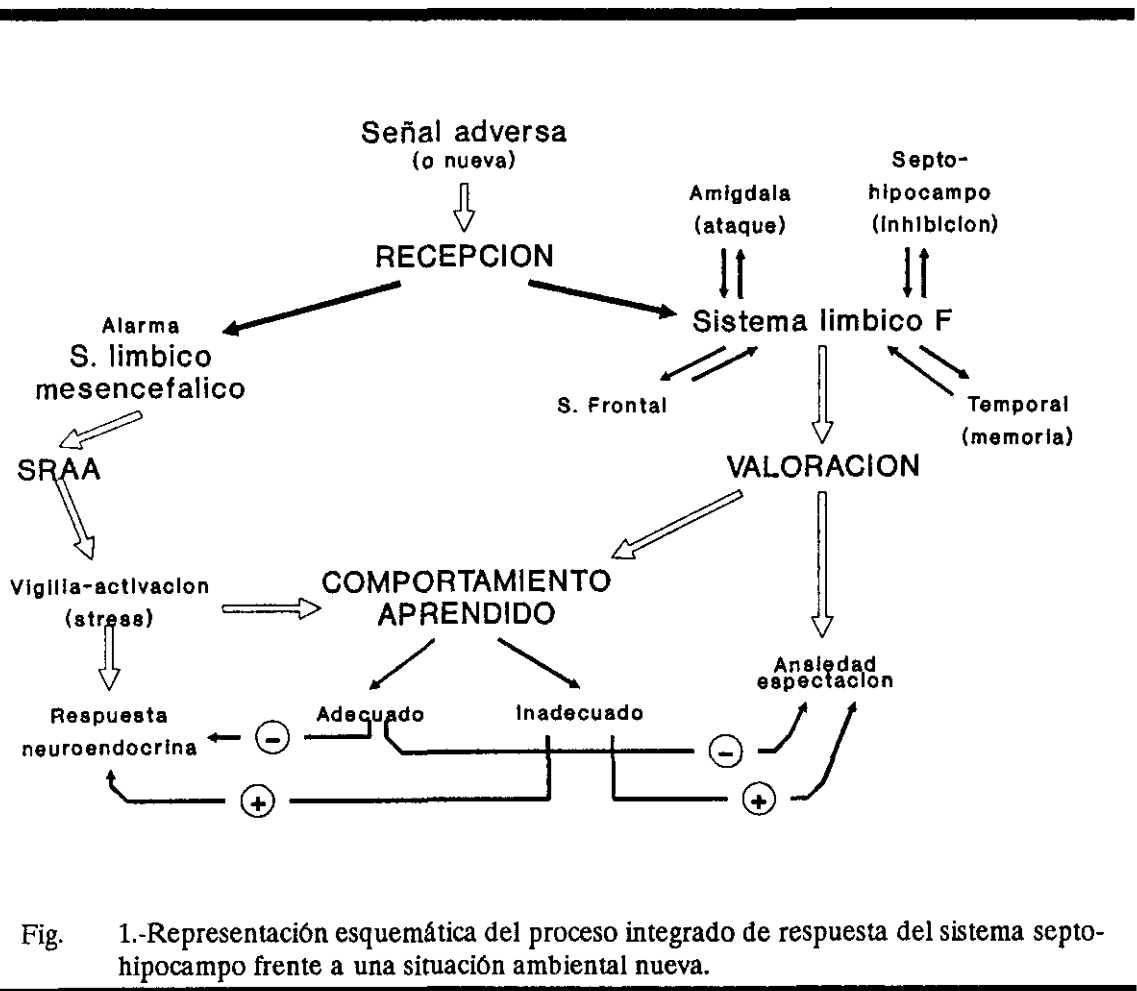 Señal adversa
(o nueva)
RECEPCION
Amigdala
(ataque)
Septo-
hipocampo
(inhibicion)
Alarma
S. limbico
mesencefalico
Sistema limbico F
S. Frontal
Temporal
(memoria)
SRAA
VALORACION
Vigilia-activacion
(stress)
COMPORTAMIENTO
APRENDIDO
Ansiedad
espectacion
Respuesta
neuroendocrina
Adecuado
Inadecuado
-
-
+
+
Fig. 1.-Representación esquemática del proceso integrado de respuesta del sistema septo-
hipocampo frente a una situación ambiental nueva.